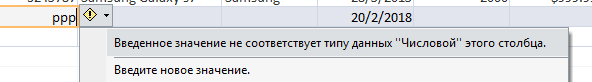 ppp 20/2/2018
Введенное значение не соответствует типу данных "Числовой" этого столбца.
Введите новое значение.